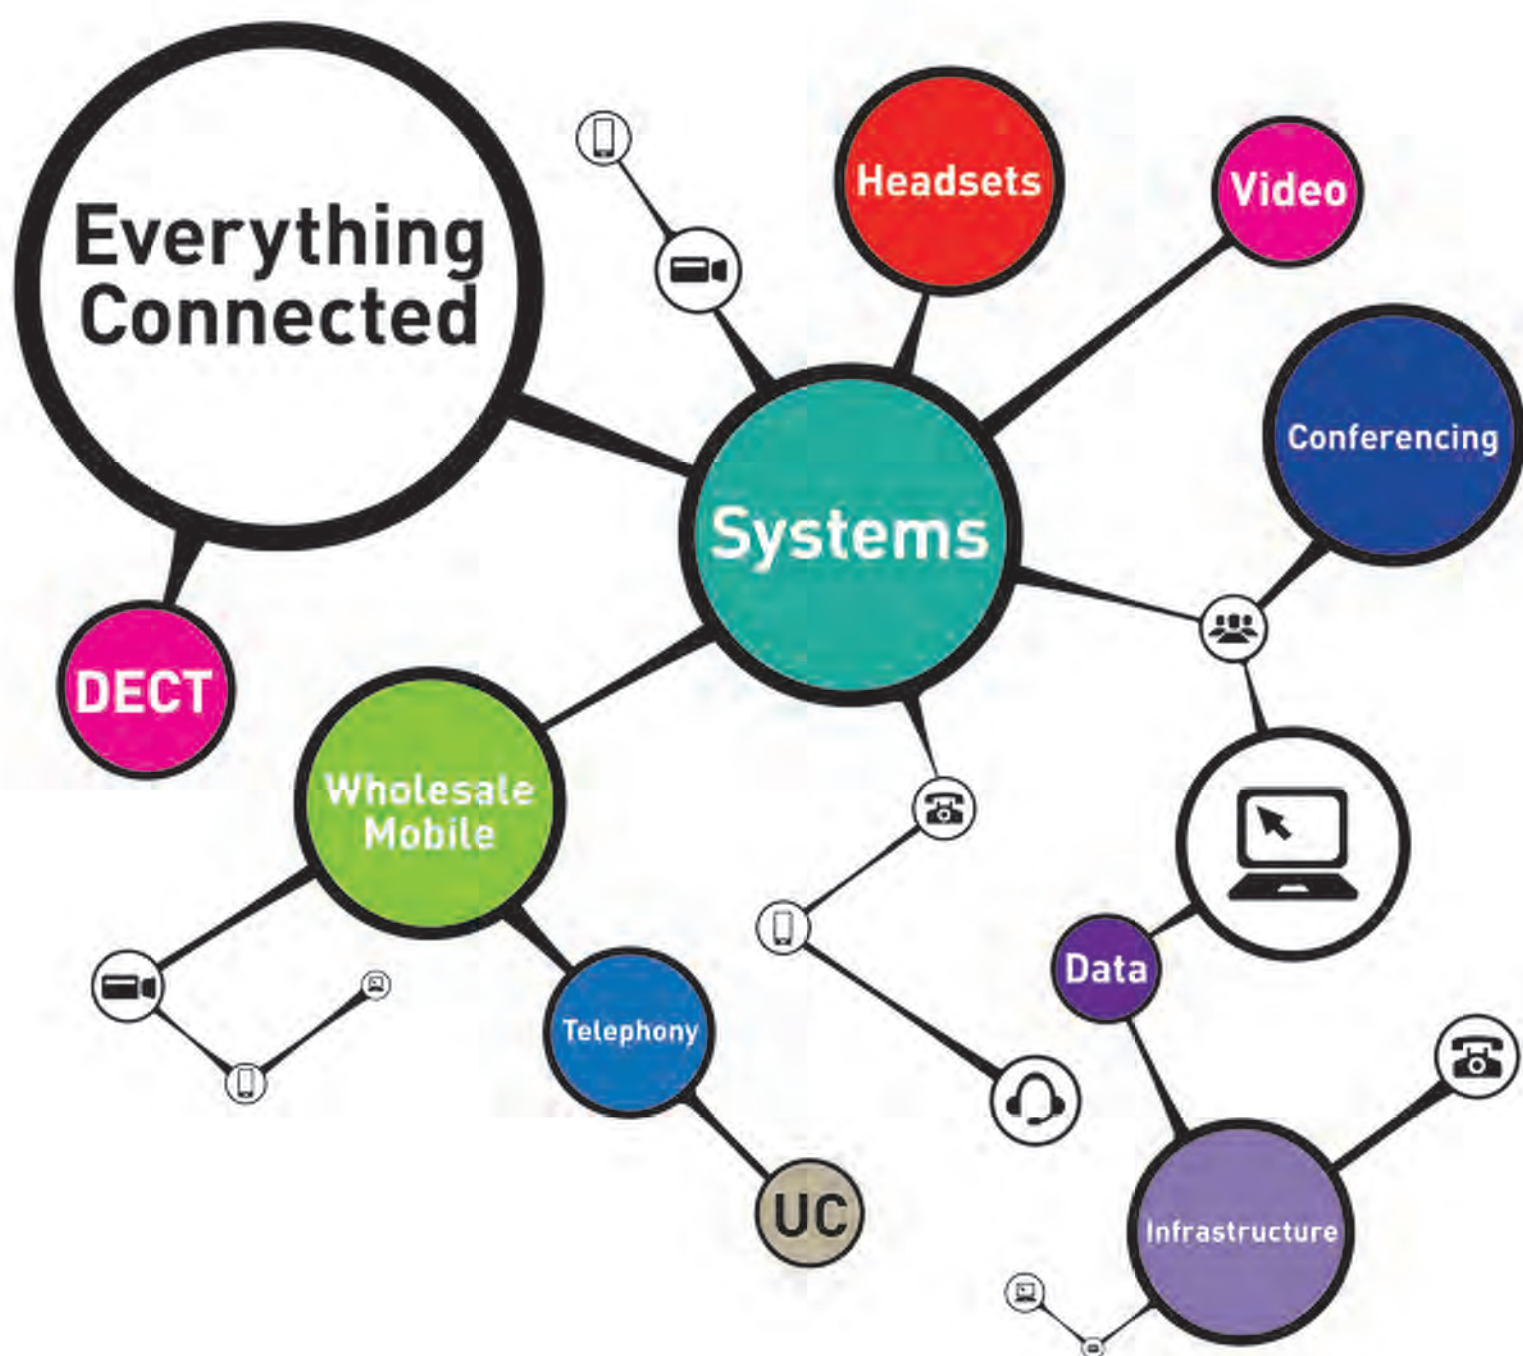 Everything
Connected
Headsets
Video
Conferencing
Systems
DECT
Wholesale
Mobile
Data
Telephony
UC
Infrastructure